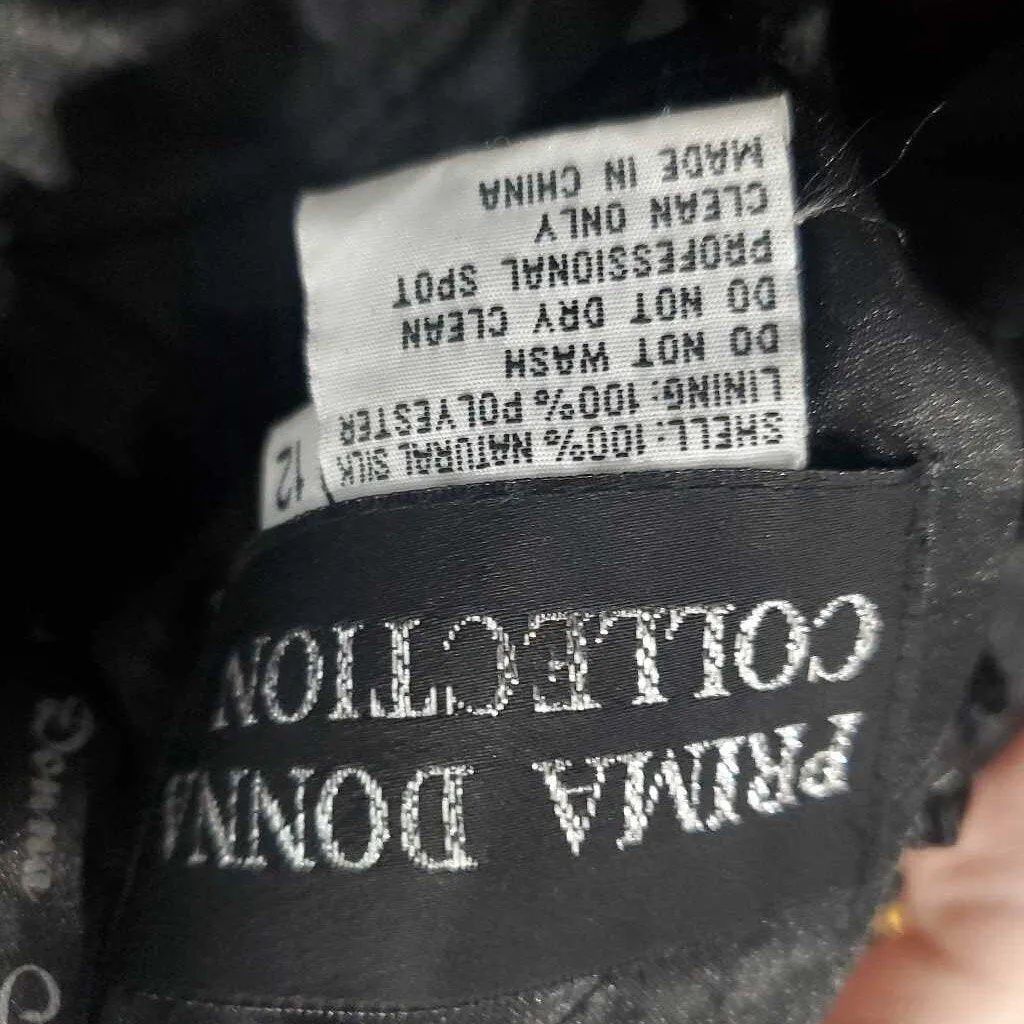 PRIMA DONNA
COLLECTION
12
SHELL: 100% NATURAL SILK
LINING: 100% POLYESTER
DO NOT WASH
DO NOT DRY CLEAN
PROFESSIONAL SPOT
CLEAN ONLY
MADE IN CHINA
Donna